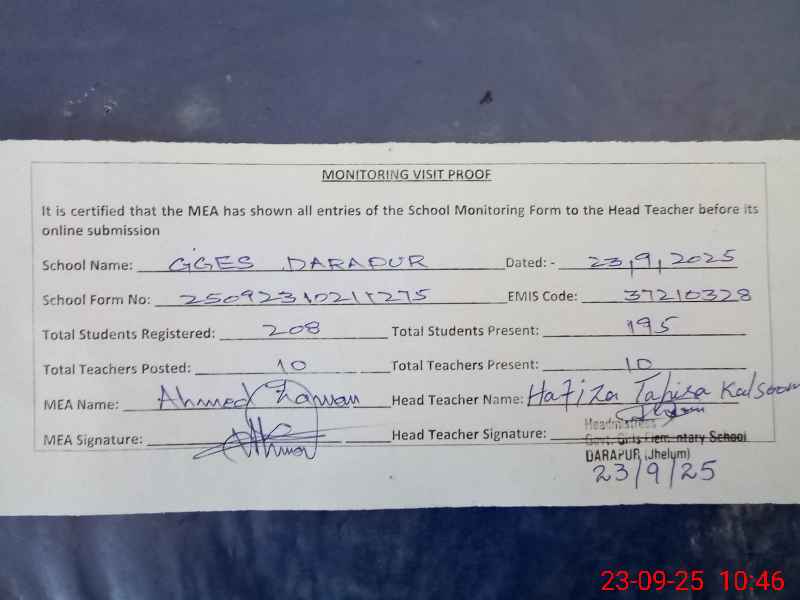 MONITORING VISIT PROOF
It is certified that the MEA has shown all entries of the School Monitoring Form to the Head Teacher before its
online submission
School Name: GGES DARAPUR Dated: - 23,9,2025
School Form No: EMIS Code: 37210328
Total Students Registered: 208 Total Students Present: 195
Total Teachers Posted: 10 Total Teachers Present: 10
MEA Name: Ahmed Zaman Head Teacher Name: Hafiza Tahira Kalsoom
MEA Signature: Head Teacher Signature:
Headmistress
Govt. Girls Elementary School
DARAPUR (Jhelum)
23/9/25
23-09-25 10:46